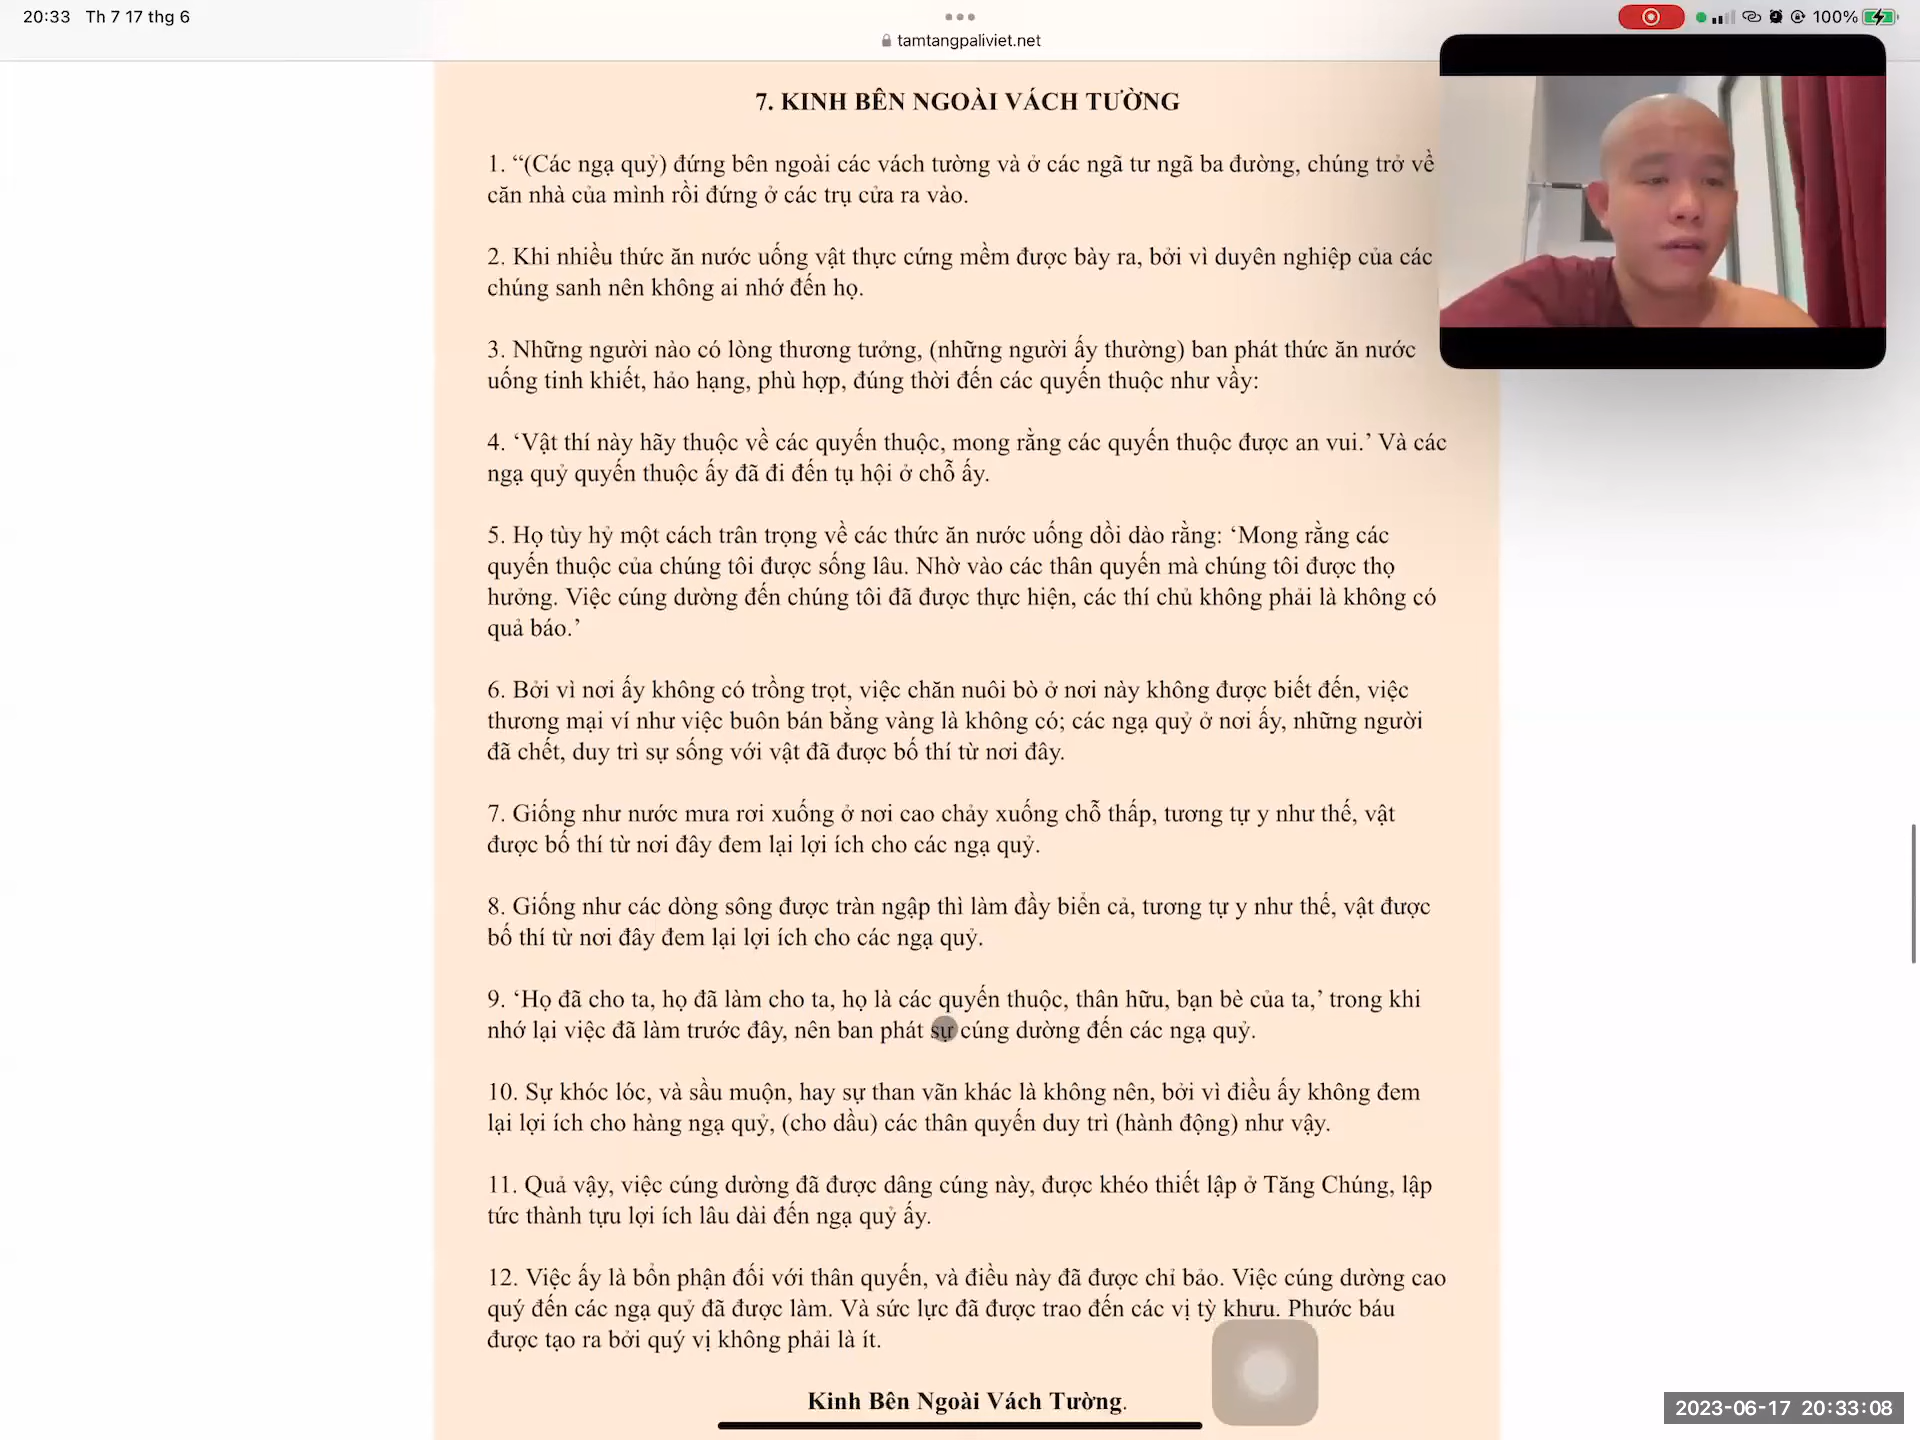 20:33 Th 7 17 thg 6
100%
tamtangpaliviet.net
7. KINH BÊN NGOÀI VÁCH TƯỜNG
1. “(Các ngạ quỷ) đứng bên ngoài các vách tường và ở các ngã tư ngã ba đường, chúng trở về
căn nhà của mình rồi đứng ở các trụ cửa ra vào.
2. Khi nhiều thức ăn nước uống vật thực cứng mềm được bày ra, bởi vì duyên nghiệp của các
chúng sanh nên không ai nhớ đến họ.
3. Những người nào có lòng thương tưởng, (những người ấy thường) ban phát thức ăn nước
uống tinh khiết, hảo hạng, phù hợp, đúng thời đến các quyến thuộc như vầy:
4. ‘Vật thí này hãy thuộc về các quyến thuộc, mong rằng các quyến thuộc được an vui.’ Và các
ngạ quỷ quyến thuộc ấy đã đi đến tụ hội ở chỗ ấy.
5. Họ tùy hỷ một cách trân trọng về các thức ăn nước uống dồi dào rằng: ‘Mong rằng các
quyến thuộc của chúng tôi được sống lâu. Nhờ vào các thân quyến mà chúng tôi được thọ
hưởng. Việc cúng dường đến chúng tôi đã được thực hiện, các thí chủ không phải là không có
quả báo.’
6. Bởi vì nơi ấy không có trồng trọt, việc chăn nuôi bò ở nơi này không được biết đến, việc
thương mại ví như việc buôn bán bằng vàng là không có; các ngạ quỷ ở nơi ấy, những người
đã chết, duy trì sự sống với vật đã được bố thí từ nơi đây.
7. Giống như nước mưa rơi xuống ở nơi cao chảy xuống chỗ thấp, tương tự y như thế, vật
được bố thí từ nơi đây đem lại lợi ích cho các ngạ quỷ.
8. Giống như các dòng sông được tràn ngập thì làm đầy biển cả, tương tự y như thế, vật được
bố thí từ nơi đây đem lại lợi ích cho các ngạ quỷ.
9. ‘Họ đã cho ta, họ đã làm cho ta, họ là các quyến thuộc, thân hữu, bạn bè của ta,’ trong khi
nhớ lại việc đã làm trước đây, nên ban phát sự cúng dường đến các ngạ quỷ.
10. Sự khóc lóc, và sầu muộn, hay sự than vãn khác là không nên, bởi vì điều ấy không đem
lại lợi ích cho hàng ngạ quỷ, (cho dầu) các thân quyến duy trì (hành động) như vậy.
11. Quả vậy, việc cúng dường đã được dâng cúng này, được khéo thiết lập ở Tăng Chúng, lập
tức thành tựu lợi ích lâu dài đến ngạ quỷ ấy.
12. Việc ấy là bổn phận đối với thân quyến, và điều này đã được chỉ bảo. Việc cúng dường cao
quý đến các ngạ quỷ đã được làm. Và sức lực đã được trao đến các vị tỳ khưu. Phước báu
được tạo ra bởi quý vị không phải là ít.
Kinh Bên Ngoài Vách Tường.
2023-06-17 20:33:08